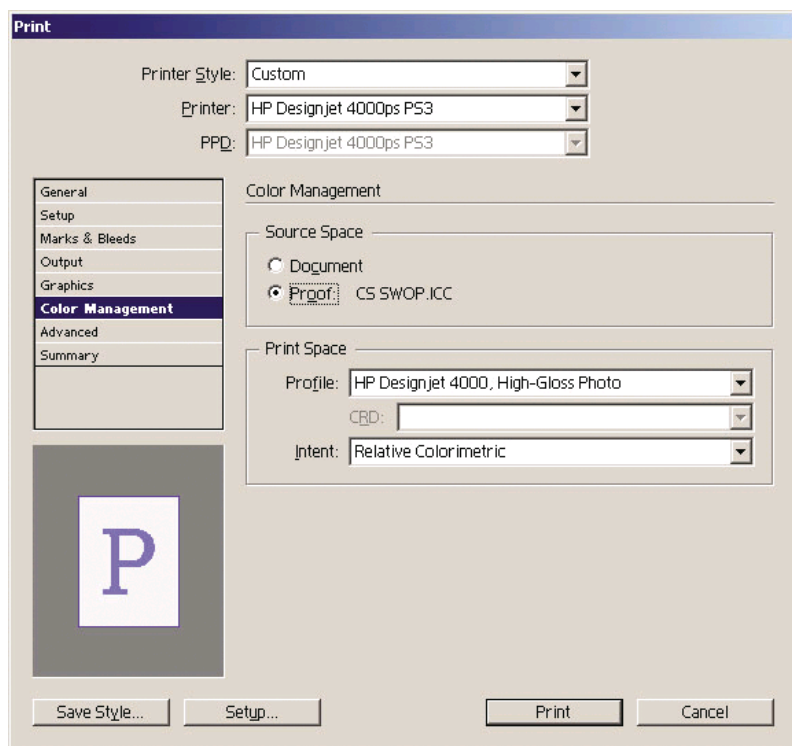 Print
Printer Style: Custom
Printer: HP Designjet 4000ps PS3
PPD: HP Designjet 4000ps PS3
General
Setup
Marks & Bleeds
Output
Graphics
Color Management
Advanced
Summary
Color Management
Source Space
Document
Proof: CS SWOP.ICC
Print Space
Profile: HP Designjet 4000, High-Gloss Photo
CRD:
Intent: Relative Colorimetric
P
Save Style... Setup... Print Cancel